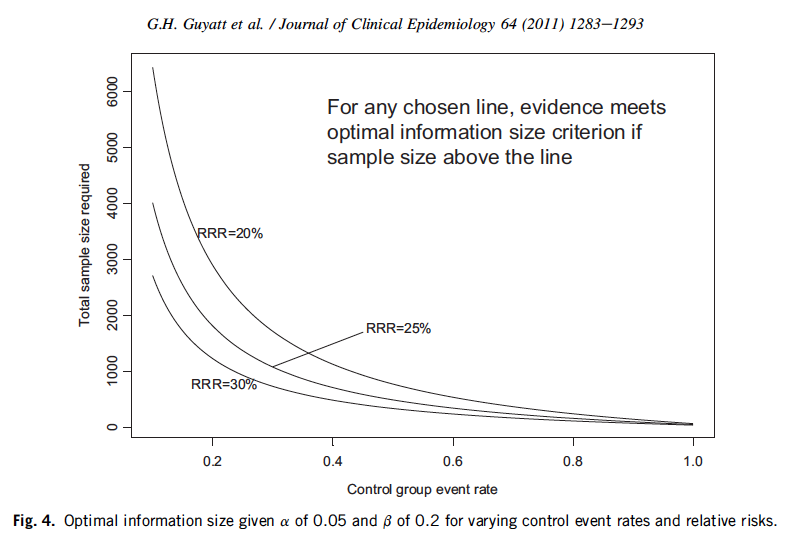 G.H. Guyatt et al. / Journal of Clinical Epidemiology 64 (2011) 1283–1293
For any chosen line, evidence meets
optimal information size criterion if
sample size above the line
Total sample size required
6000
5000
4000
3000
2000
1000
0
RRR=20%
RRR=25%
RRR=30%
0.2 0.4 0.6 0.8 1.0
Control group event rate
Fig. 4. Optimal information size given α of 0.05 and β of 0.2 for varying control event rates and relative risks.